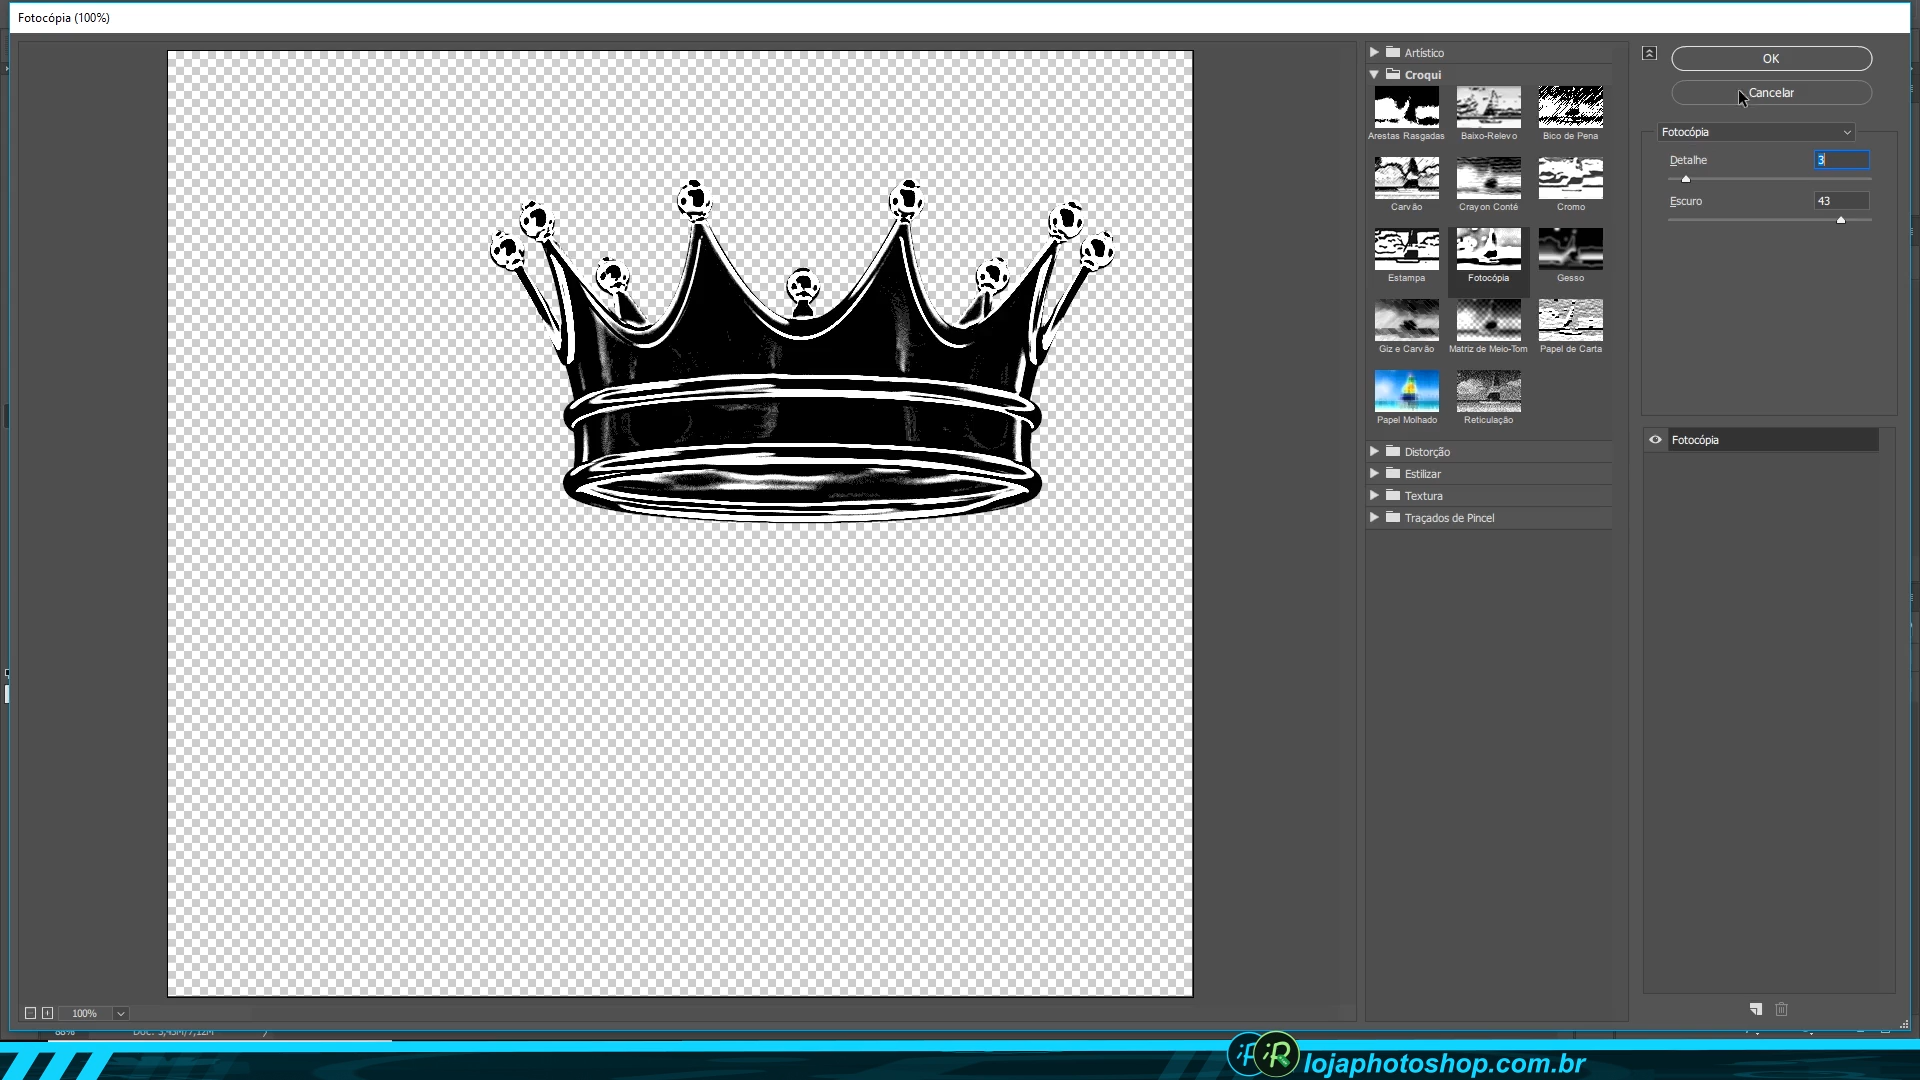 Fotocópia (100%)
Artístico
Croqui
Arestas Rasgadas
Baixo-Relevo
Bico de Pena
Carvão
Crayon Conté
Cromo
Estampa
Fotocópia
Gesso
Giz e Carvão
Matriz de Meio-Tom
Papel de Carta
Papel Molhado
Reticulação
Distorção
Estilizar
Textura
Traçados de Pincel
OK
Cancelar
Fotocópia
Detalhe
3
Escuro
43
Fotocópia
100%
iR lojaphotoshop.com.br